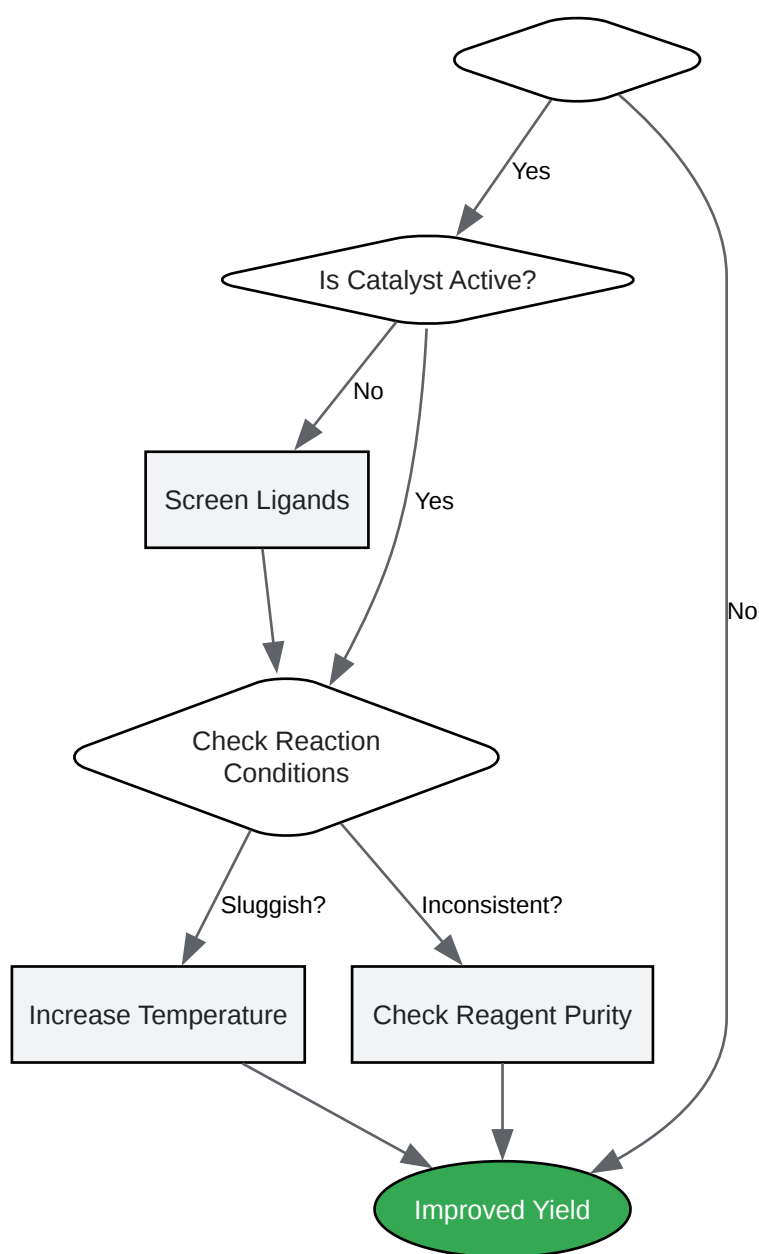 Yes
Is Catalyst Active?
No
Screen Ligands
Yes
No
Check Reaction
Conditions
Sluggish?
Inconsistent?
Increase Temperature
Check Reagent Purity
Improved Yield